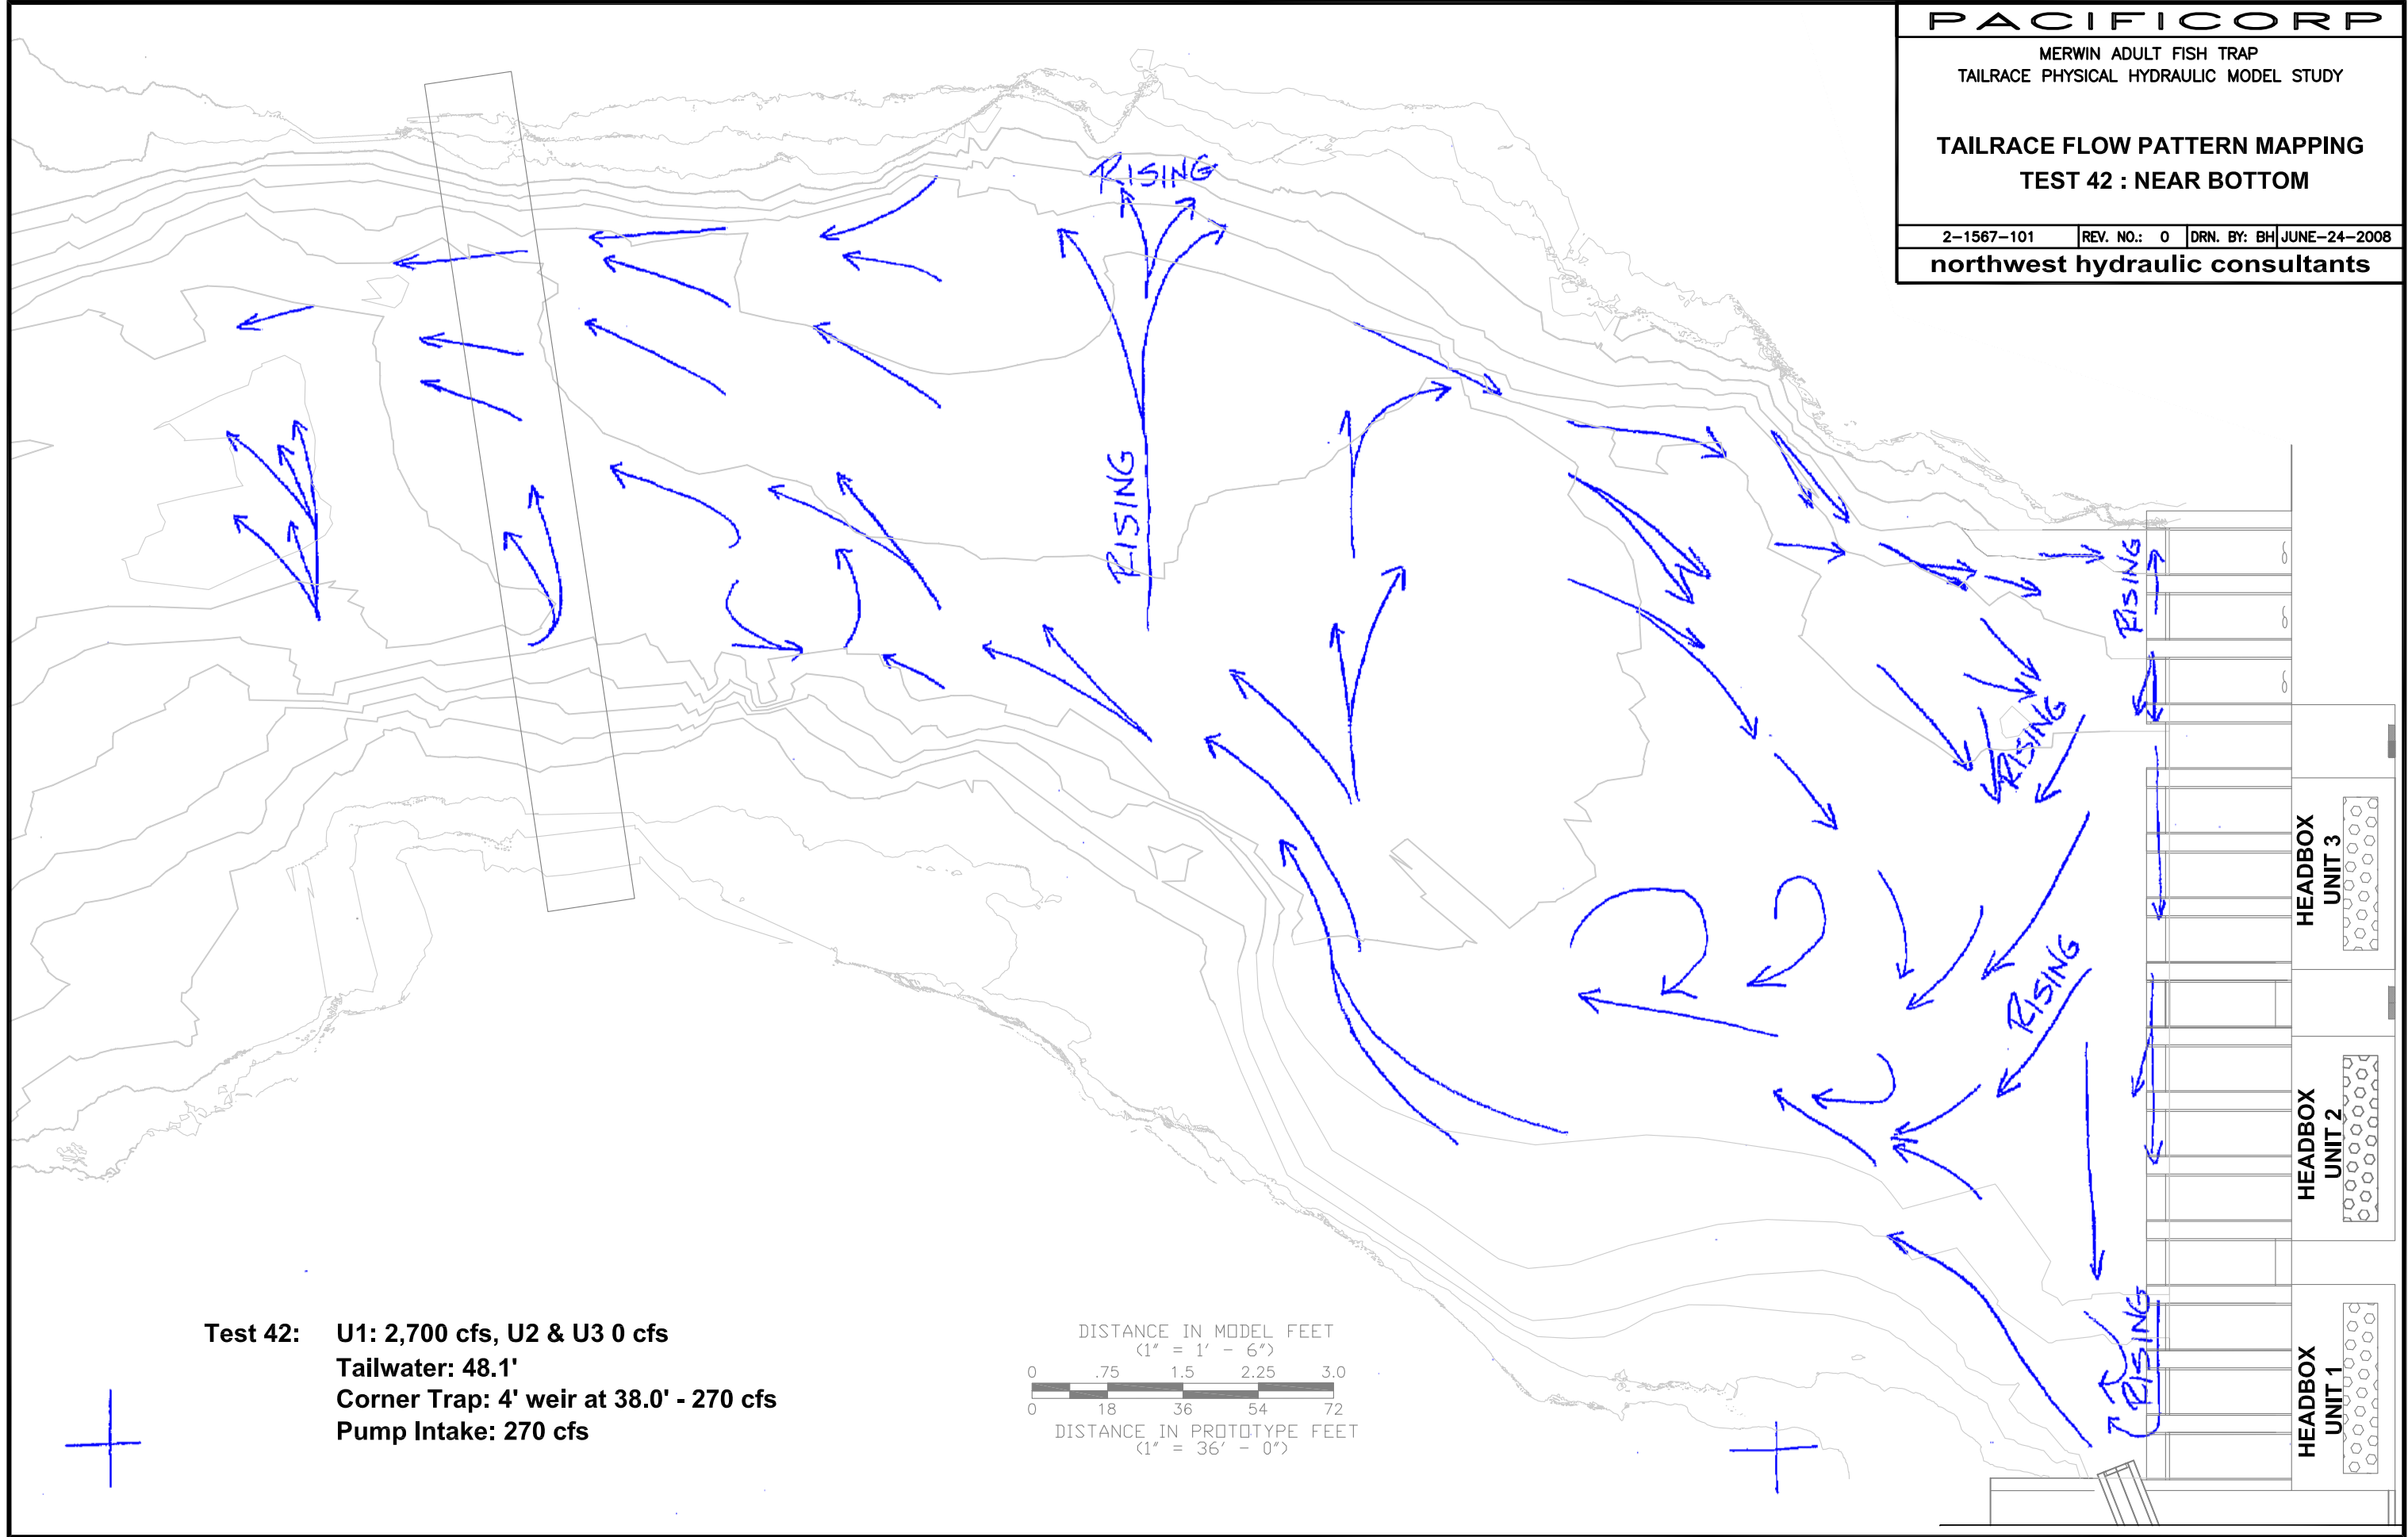 PACIFICORP
MERWIN ADULT FISH TRAP
TAILRACE PHYSICAL HYDRAULIC MODEL STUDY
TAILRACE FLOW PATTERN MAPPING
TEST 42 : NEAR BOTTOM
2-1567-101 REV. NO.: 0 DRN. BY: BH JUNE-24-2008
northwest hydraulic consultants
RISING
RISING
RISING
RISING
RISING
RISING
HEADBOX
UNIT 3
HEADBOX
UNIT 2
HEADBOX
UNIT 1
Test 42: U1: 2,700 cfs, U2 & U3 0 cfs
Tailwater: 48.1'
Corner Trap: 4' weir at 38.0' - 270 cfs
Pump Intake: 270 cfs
DISTANCE IN MODEL FEET
(1" = 1' - 6")
0 .75 1.5 2.25 3.0
0 18 36 54 72
DISTANCE IN PROTOTYPE FEET
(1" = 36' - 0")